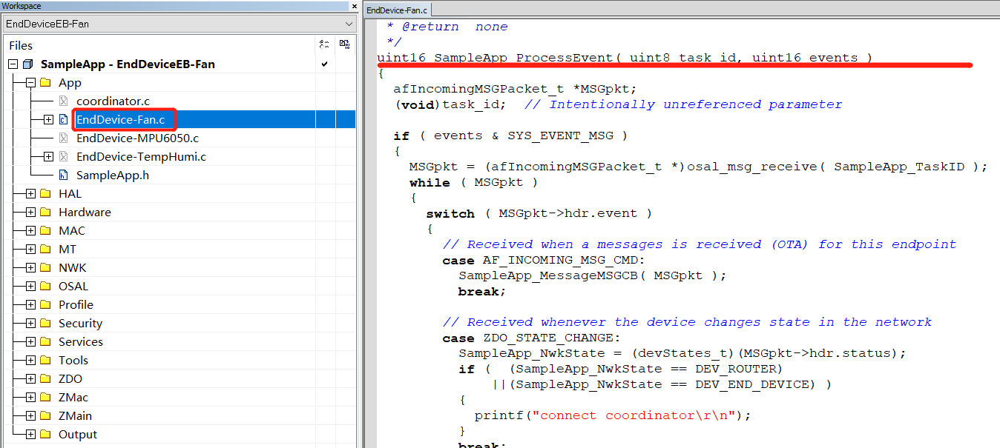 Workspace
EndDeviceEB-Fan
Files
SampleApp - EndDeviceEB-Fan
App
coordinator.c
EndDevice-Fan.c
EndDevice-MPU6050.c
EndDevice-TempHumi.c
SampleApp.h
HAL
Hardware
MAC
MT
NWK
OSAL
Profile
Security
Services
Tools
ZDO
ZMac
ZMain
Output
EndDevice-Fan.c
* @return  none
*/
uint16 SampleApp_ProcessEvent( uint8 task_id, uint16 events )
{
afIncomingMSGPacket_t *MSGpkt;
(void)task_id;  // Intentionally unreferenced parameter
if ( events & SYS_EVENT_MSG )
{
MSGpkt = (afIncomingMSGPacket_t *)osal_msg_receive( SampleApp_TaskID );
while ( MSGpkt )
{
switch ( MSGpkt->hdr.event )
{
// Received when a messages is received (OTA) for this endpoint
case AF_INCOMING_MSG_CMD:
SampleApp_MessageMSGCB( MSGpkt );
break;
// Received whenever the device changes state in the network
case ZDO_STATE_CHANGE:
SampleApp_NwkState = (devStates_t)(MSGpkt->hdr.status);
if (  (SampleApp_NwkState == DEV_ROUTER)
||(SampleApp_NwkState == DEV_END_DEVICE) )
{
printf("connect coordinator\r\n");
}
break;